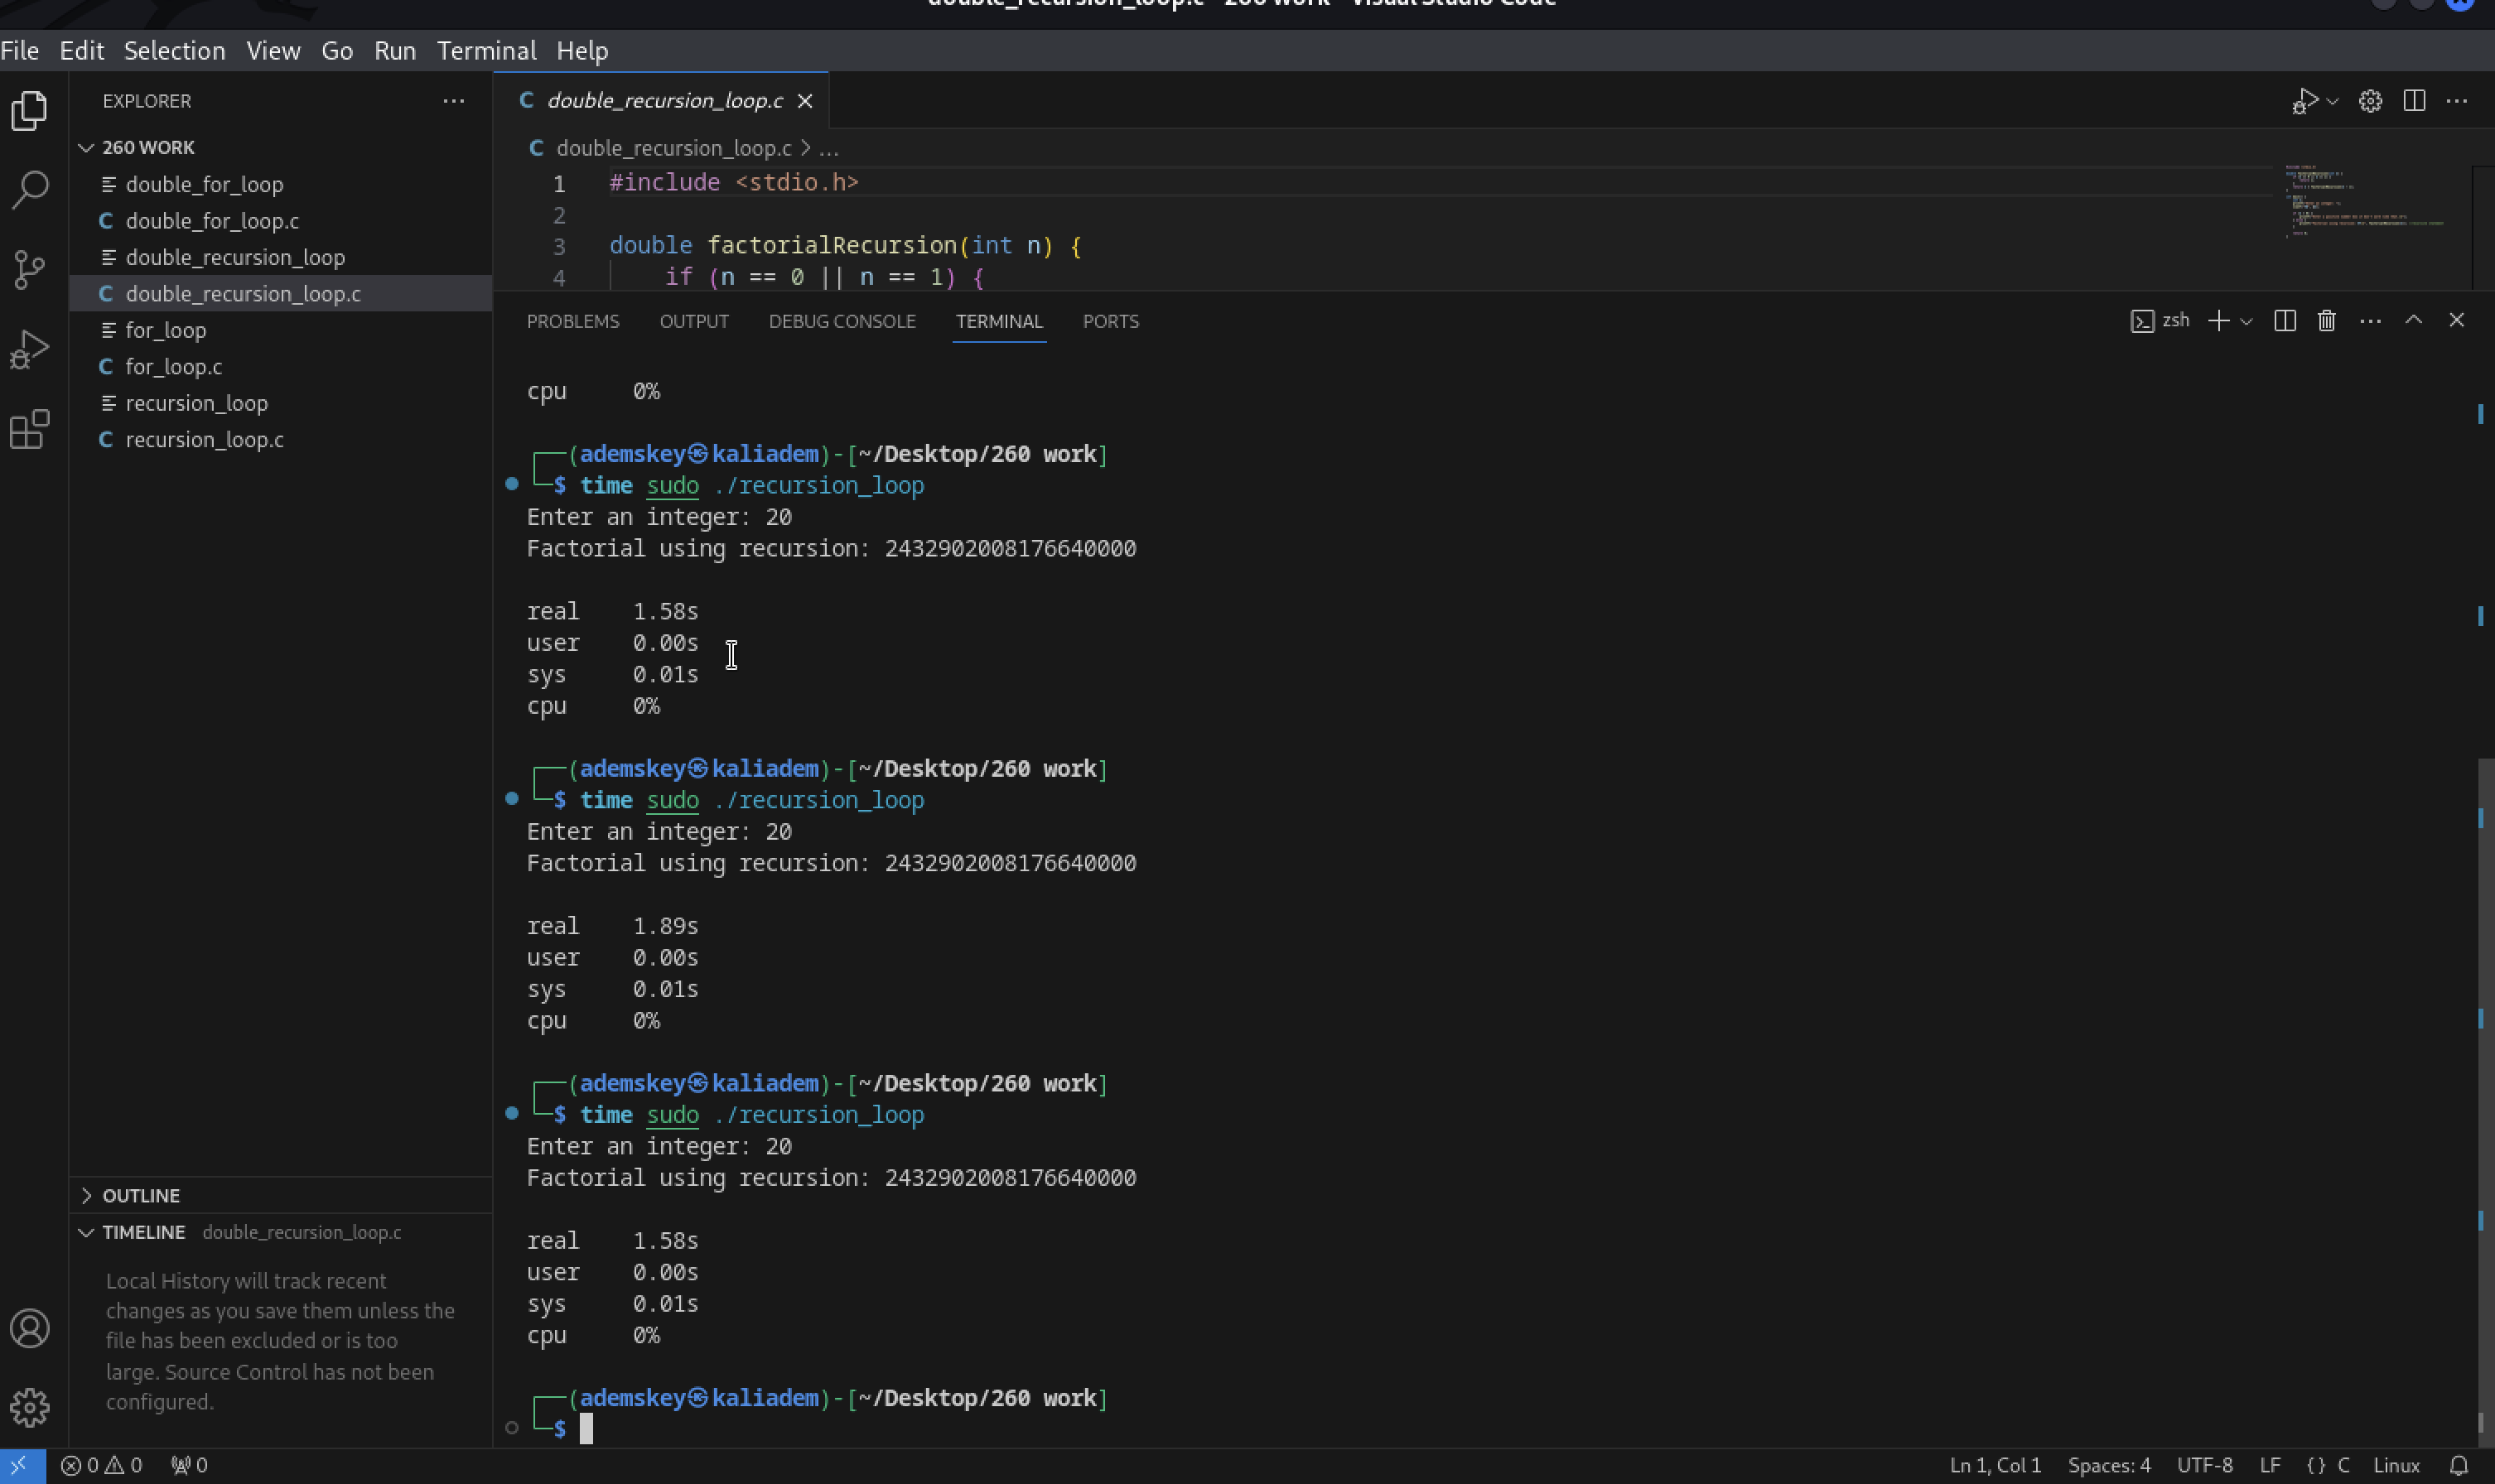 double_recursion_loop.c - 260 work - Visual Studio Code
File Edit Selection View Go Run Terminal Help
EXPLORER
260 WORK
double_for_loop
double_for_loop.c
double_recursion_loop
double_recursion_loop.c
for_loop
for_loop.c
recursion_loop
recursion_loop.c
OUTLINE
TIMELINE double_recursion_loop.c
Local History will track recent
changes as you save them unless the
file has been excluded or is too
large. Source Control has not been
configured.
C double_recursion_loop.c
C double_recursion_loop.c > ...
1 #include <stdio.h>
2
3 double factorialRecursion(int n) {
4 if (n == 0 || n == 1) {
PROBLEMS OUTPUT DEBUG CONSOLE TERMINAL PORTS
zsh
cpu 0%
(ademskey㉿kaliadem)-[~/Desktop/260 work]
$ time sudo ./recursion_loop
Enter an integer: 20
Factorial using recursion: 2432902008176640000
real 1.58s
user 0.00s
sys 0.01s
cpu 0%
(ademskey㉿kaliadem)-[~/Desktop/260 work]
$ time sudo ./recursion_loop
Enter an integer: 20
Factorial using recursion: 2432902008176640000
real 1.89s
user 0.00s
sys 0.01s
cpu 0%
(ademskey㉿kaliadem)-[~/Desktop/260 work]
$ time sudo ./recursion_loop
Enter an integer: 20
Factorial using recursion: 2432902008176640000
real 1.58s
user 0.00s
sys 0.01s
cpu 0%
(ademskey㉿kaliadem)-[~/Desktop/260 work]
$
0 0 0
Ln 1, Col 1 Spaces: 4 UTF-8 LF {} C Linux